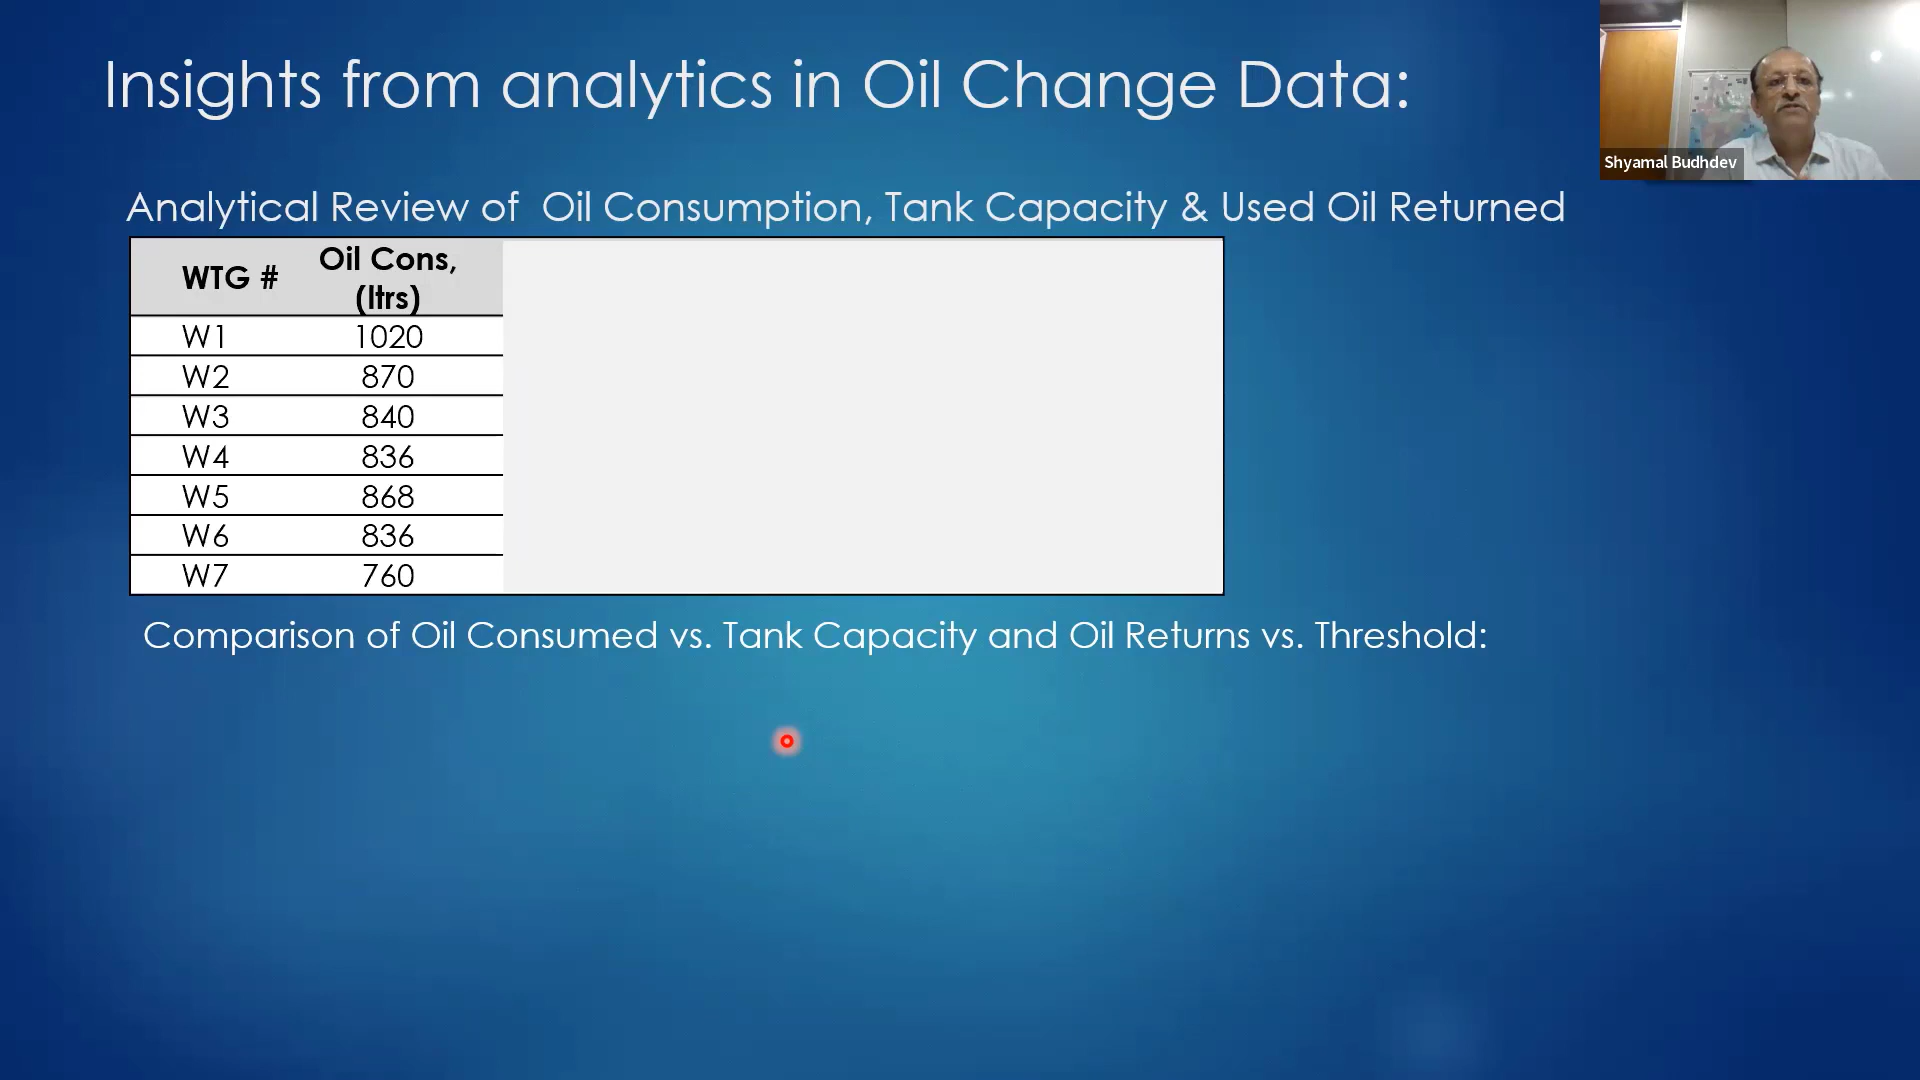 Insights from analytics in Oil Change Data:
Shyamal Budhdev
Analytical Review of Oil Consumption, Tank Capacity & Used Oil Returned
WTG # Oil Cons, (ltrs)
W1 1020
W2 870
W3 840
W4 836
W5 868
W6 836
W7 760
Comparison of Oil Consumed vs. Tank Capacity and Oil Returns vs. Threshold: